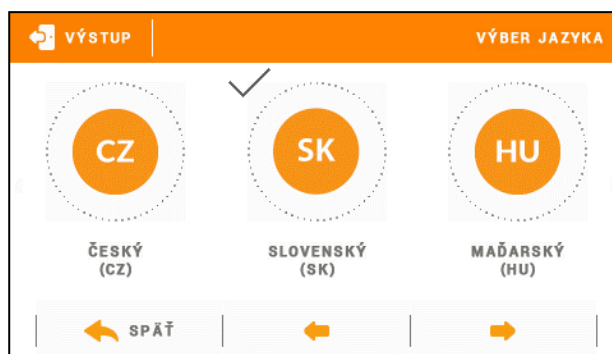 VÝSTUP
VÝBER JAZYKA
CZ
SK
HU
ČESKÝ
(CZ)
SLOVENSKÝ
(SK)
MAĎARSKÝ
(HU)
SPÄŤ